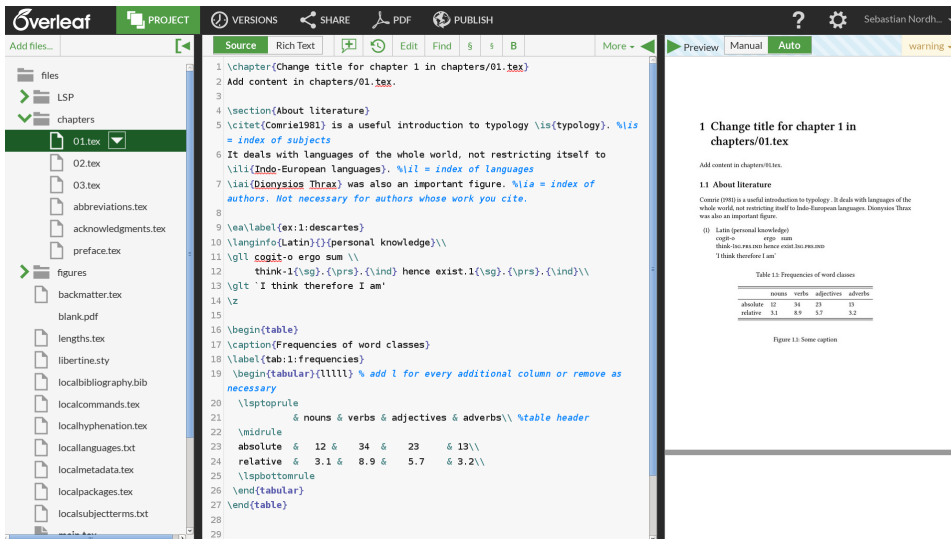 Overleaf PROJECT VERSIONS SHARE PDF PUBLISH ? Sebastian Nordh...
Add files...
Source Rich Text Edit Find § § B More
Preview Manual Auto warning
files
LSP
chapters
01.tex
02.tex
03.tex
abbreviations.tex
acknowledgments.tex
preface.tex
figures
backmatter.tex
blank.pdf
lengths.tex
libertine.sty
localbibliography.bib
localcommands.tex
localhyphenation.tex
locallanguages.txt
localmetadata.tex
localpackages.tex
localsubjectterms.txt
main.tex
1 \chapter{Change title for chapter 1 in chapters/01.tex}
2 Add content in chapters/01.tex.
3
4 \section{About literature}
5 \citet{Comrie1981} is a useful introduction to typology \is{typology}. %\is
= index of subjects
6 It deals with languages of the whole world, not restricting itself to
\ili{Indo-European languages}. %\il = index of languages
7 \iai{Dionysios Thrax} was also an important figure. %\ia = index of
authors. Not necessary for authors whose work you cite.
8
9 \ea\label{ex:1:descartes}
10 \langinfo{Latin}{}{personal knowledge}\\
11 \gll cogit-o ergo sum \\
12 think-1{\sg}.{\prs}.{\ind} hence exist.1{\sg}.{\prs}.{\ind}\\
13 \glt `I think therefore I am'
14 \z
15
16 \begin{table}
17 \caption{Frequencies of word classes}
18 \label{tab:1:frequencies}
19 \begin{tabular}{lllll} % add l for every additional column or remove as
necessary
20 \lsptoprule
21 & nouns & verbs & adjectives & adverbs\\ %table header
22 \midrule
23 absolute & 12 & 34 & 23 & 13\\
24 relative & 3.1 & 8.9 & 5.7 & 3.2\\
25 \lspbottomrule
26 \end{tabular}
27 \end{table}
28
29
1 Change title for chapter 1 in
chapters/01.tex
Add content in chapters/01.tex.
1.1 About literature
Comrie (1981) is a useful introduction to typology . It deals with languages of the
whole world, not restricting itself to Indo-European languages. Dionysios Thrax
was also an important figure.
(1) Latin (personal knowledge)
cogit-o ergo sum
think-1SG.PRS.IND hence exist.1SG.PRS.IND
'I think therefore I am'
Table 1.1: Frequencies of word classes
nouns verbs adjectives adverbs
absolute 12 34 23 13
relative 3.1 8.9 5.7 3.2
Figure 1.1: Some caption